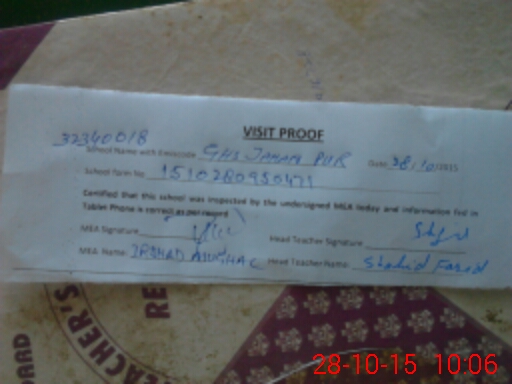 VISIT PROOF
32340018
School Name with Emiscode GHS Date 28.10/2015
School form No 1510280950471
Certified that this school was inspected by the undersigned MEA today and information fed in
Tablet Phone is correct as per record
MEA Signature Head Teacher Signature
MEA Name: IRSHAD Head Teacher Name Shahid Farid
TEACHER'S
RE
OARD
28-10-15 10:06